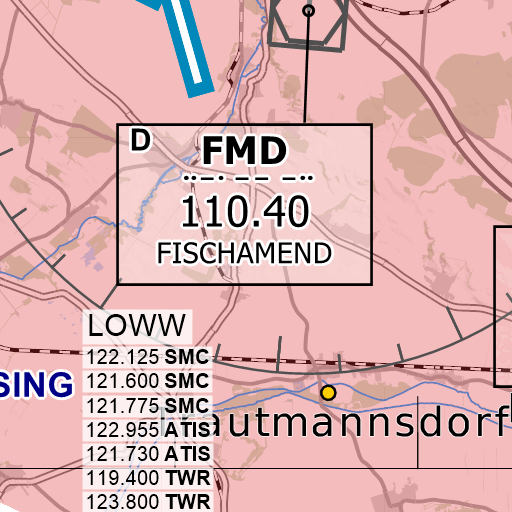 D
FMD
110.40
FISCHAMEND
LOWW
122.125 SMC
121.600 SMC
121.775 SMC
122.955 ATIS
121.730 ATIS
119.400 TWR
123.800 TWR
SING
utmannsdorf